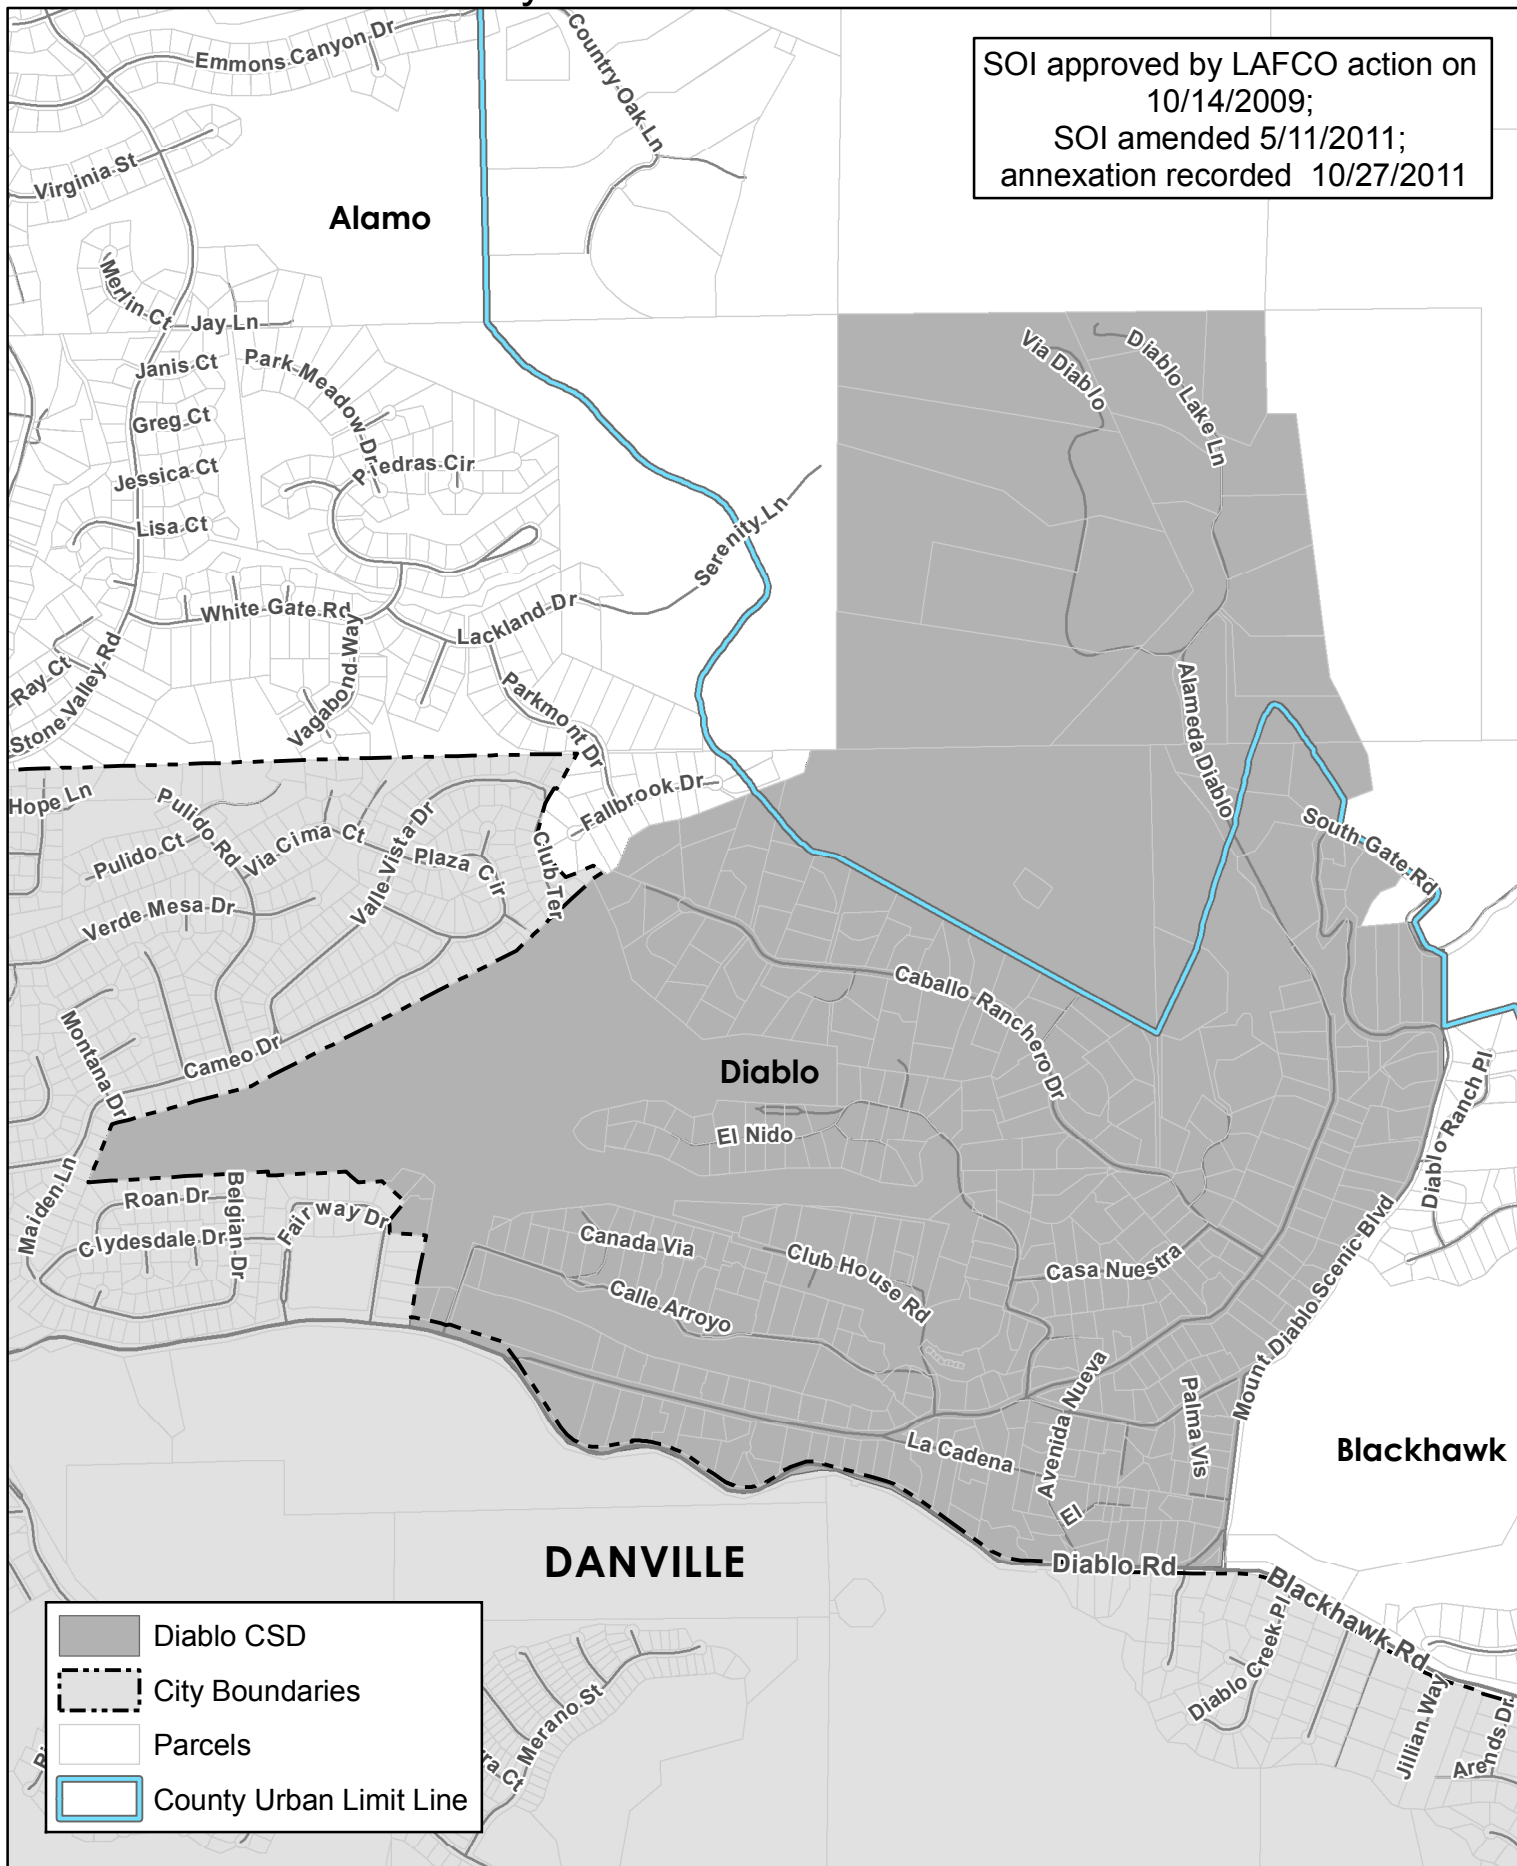 Emmons Canyon Dr
Country Oak Ln
SOI approved by LAFCO action on
10/14/2009;
SOI amended 5/11/2011;
annexation recorded 10/27/2011
Virginia St
Alamo
Merlin Ct
Jay Ln
Janis Ct
Park Meadow Dr
Via Diablo
Diablo Lake Ln
Greg Ct
Jessica Ct
Piedras Cir
Lisa Ct
Serenity Ln
White Gate Rd
Lackland Dr
Ray Ct
Stone Valley Rd
Vagabond Way
Parkmont Dr
Alameda Diablo
Hope Ln
Pulido Rd
Pulido Ct
Via Cima Ct
Valle Vista Dr
Plaza Cir
Club Ter
Fallbrook Dr
South Gate Rd
Verde Mesa Dr
Caballo Ranchero Dr
Montana Dr
Cameo Dr
Diablo
Diablo Ranch Pl
El Nido
Maiden Ln
Roan Dr
Belgian Dr
Fairway Dr
Clydesdale Dr
Canada Via
Club House Rd
Casa Nuestra
Calle Arroyo
Mount Diablo Scenic Blvd
Avenida Nueva
Palma Vis
La Cadena
Blackhawk
El
DANVILLE
Diablo Rd
Blackhawk Rd
Diablo Creek Pl
Jillian Way
Arends Dr
Merano St
ra Ct
Diablo CSD
City Boundaries
Parcels
County Urban Limit Line